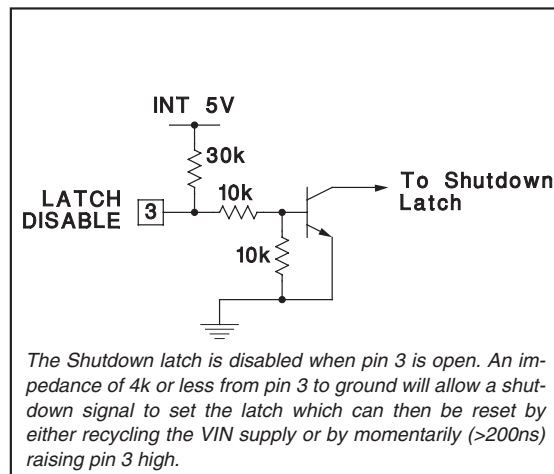 INT 5V
30k
LATCH
DISABLE
3
10k
To Shutdown
Latch
10k
The Shutdown latch is disabled when pin 3 is open. An im-
pedance of 4k or less from pin 3 to ground will allow a shut-
down signal to set the latch which can then be reset by
either recycling the VIN supply or by momentarily (>200ns)
raising pin 3 high.